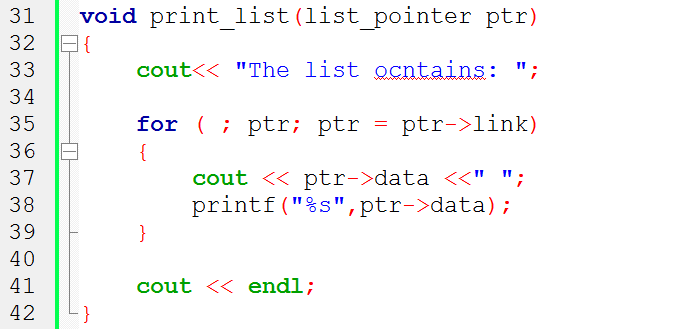 31 void print_list(list_pointer ptr)
32 {
33 cout<< "The list ocntains: ";
34
35 for ( ; ptr; ptr = ptr->link)
36 {
37 cout << ptr->data <<" ";
38 printf("%s",ptr->data);
39 }
40
41 cout << endl;
42 }